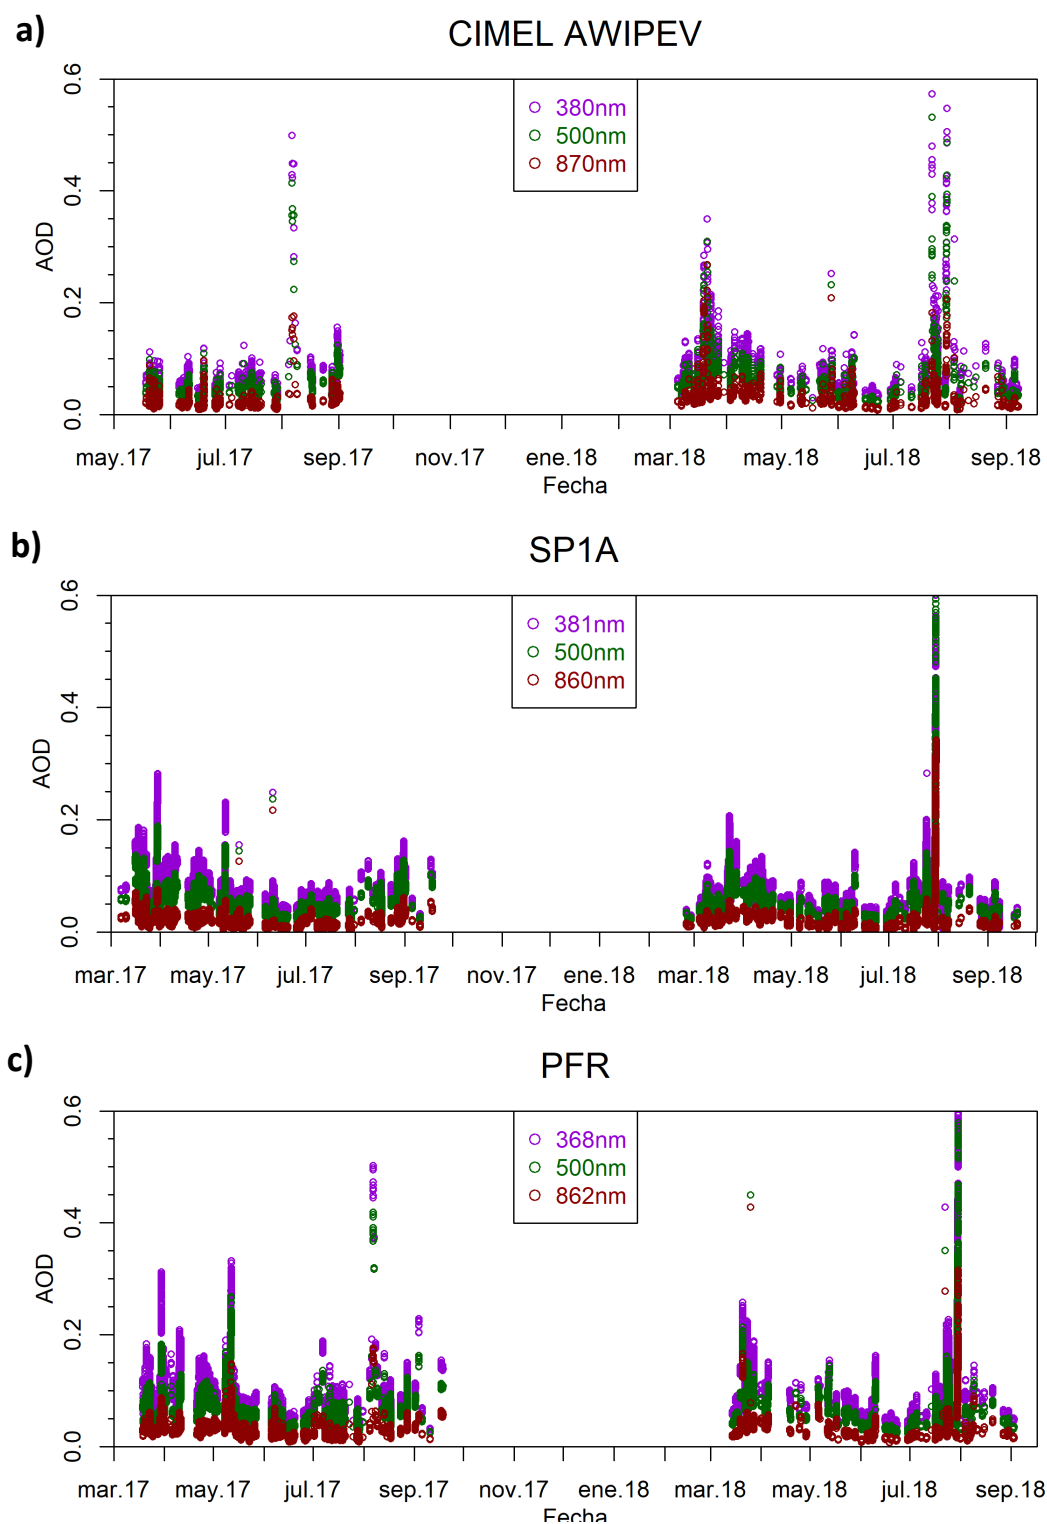 a)
CIMEL AWIPEV
0.6
0.4
0.2
0.0
AOD
380nm
500nm
870nm
may.17 jul.17 sep.17 nov.17 ene.18 mar.18 may.18 jul.18 sep.18
Fecha
b)
SP1A
0.6
0.4
0.2
0.0
AOD
381nm
500nm
860nm
mar.17 may.17 jul.17 sep.17 nov.17 ene.18 mar.18 may.18 jul.18 sep.18
Fecha
c)
PFR
0.6
0.4
0.2
0.0
AOD
368nm
500nm
862nm
mar.17 may.17 jul.17 sep.17 nov.17 ene.18 mar.18 may.18 jul.18 sep.18
Fecha